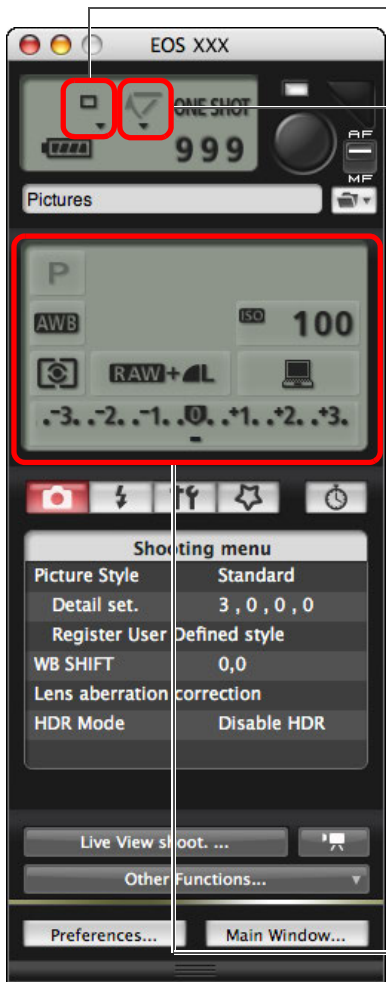 EOS XXX
ONE SHOT
999
AF
MF
Pictures
P
AWB
ISO 100
RAW+L
.-3. .-2. .-1. .0. .+1. .+2. .+3.
Shooting menu
Picture Style Standard
Detail set. 3 , 0 , 0 , 0
Register User Defined style
WB SHIFT 0,0
Lens aberration correction
HDR Mode Disable HDR
Live View shoot. ...
Other Functions...
Preferences... Main Window...